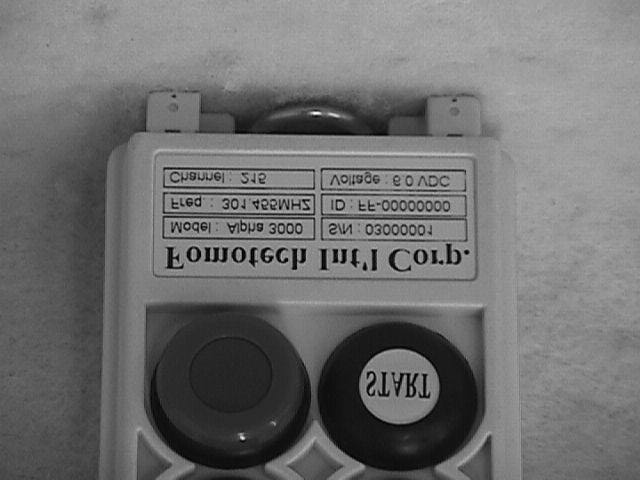 START
Fomotech Int'l Corp.
Model : Alpha 3000 S/N : 03000001
Freq : 301.455MHZ ID : FF-00000000
Channel : 215 Voltage : 6.0 VDC